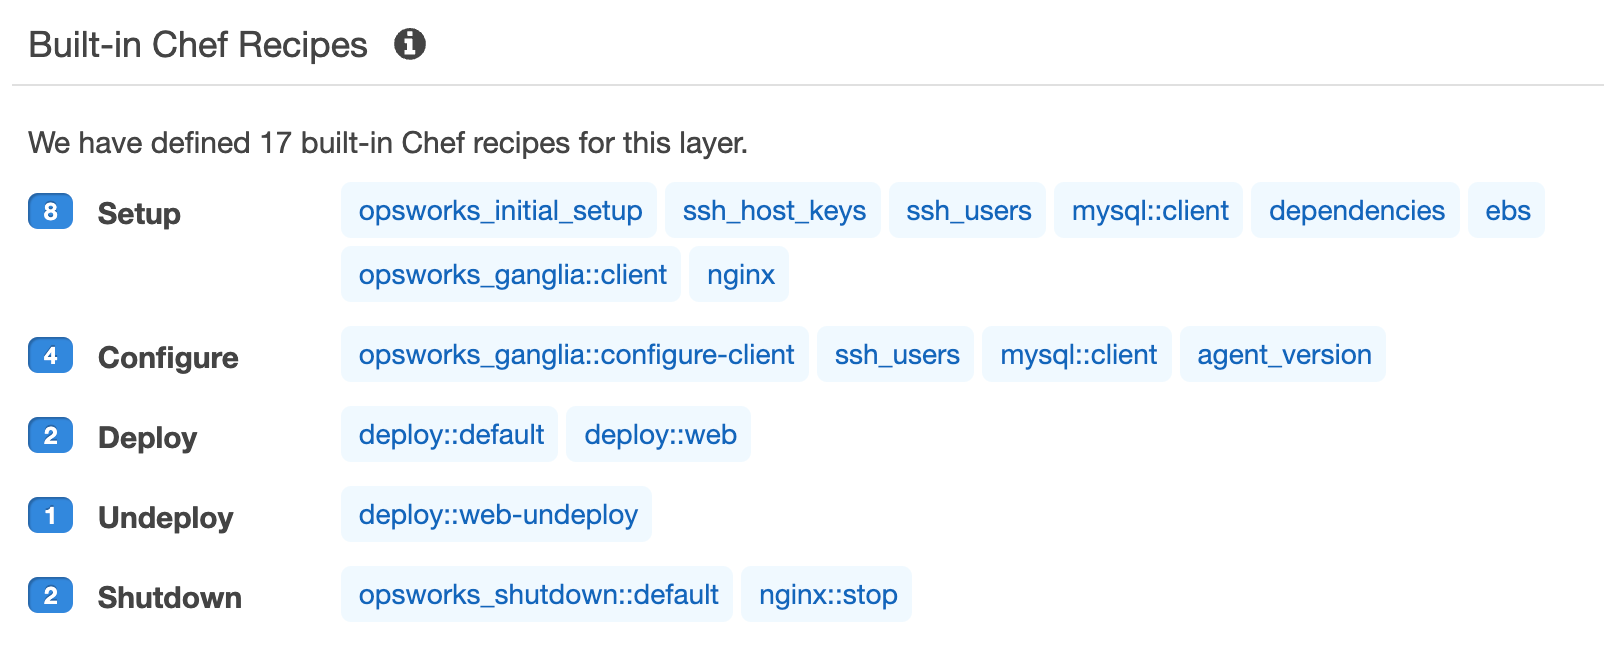 Built-in Chef Recipes
We have defined 17 built-in Chef recipes for this layer.
8 Setup opsworks_initial_setup ssh_host_keys ssh_users mysql::client dependencies ebs
opsworks_ganglia::client nginx
4 Configure opsworks_ganglia::configure-client ssh_users mysql::client agent_version
2 Deploy deploy::default deploy::web
1 Undeploy deploy::web-undeploy
2 Shutdown opsworks_shutdown::default nginx::stop